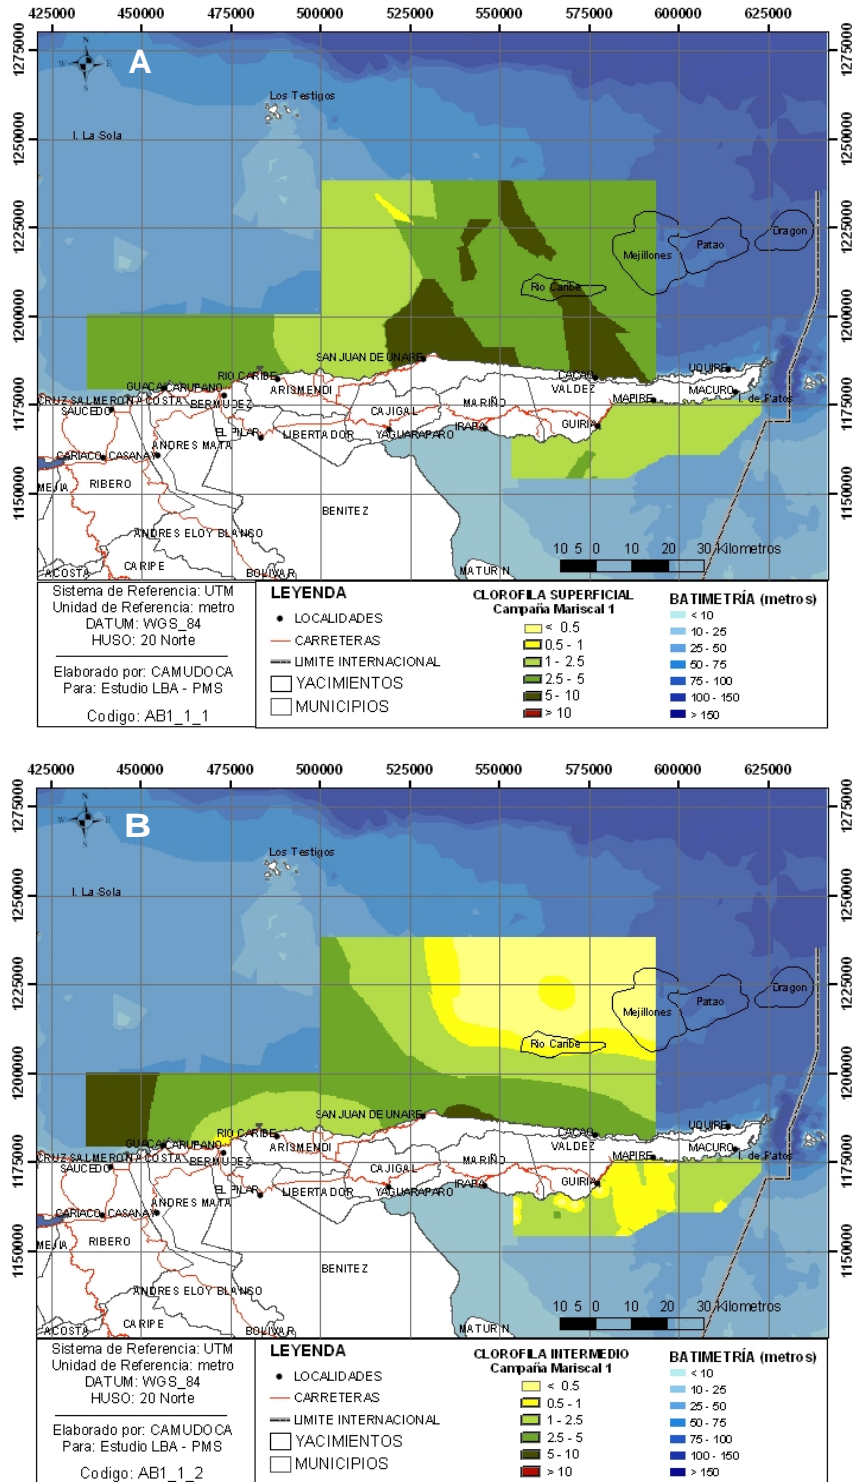 425000 450000 475000 500000 525000 550000 575000 600000 625000
1275000 1275000
A
W E
Los Testigos
I. La Sola
1250000 1250000
1225000 1225000
Dragon
Patao
Mejillones
Rio Caribe
1200000 1200000
SAN JUAN DE UNARE
UQUIRE
RIO CARIBE
CACAO
GUACA CARUPANO
ARISMENDI
VALDEZ
MACURO
CRUZ SALMERON ACOSTA
BERMUDEZ
MARIÑO
MAPIRE
I. de Patos
1175000 1175000
SAUCEDO
CAJIGAL
EL PILAR
LIBERTADOR
YAGUARAPARO
IRAPA
GUIRIA
ANDRES MATA
CARIACO CASANAY
MEJIA
RIBERO
1150000 1150000
BENITEZ
ANDRES ELOY BLANCO
CARIPE
ACOSTA
BOLIVAR
MATURIN
10 5 0 10 20 30 Kilometros
Sistema de Referencia: UTM
Unidad de Referencia: metro
DATUM: WGS_84
HUSO: 20 Norte
Elaborado por: CAMUDOCA
Para: Estudio LBA - PMS
Codigo: AB1_1_1
LEYENDA
LOCALIDADES
CARRETERAS
LIMITE INTERNACIONAL
YACIMIENTOS
MUNICIPIOS
CLOROFILA SUPERFICIAL
Campaña Mariscal 1
< 0.5
0.5 - 1
1 - 2.5
2.5 - 5
5 - 10
> 10
BATIMETRÍA (metros)
< 10
10 - 25
25 - 50
50 - 75
75 - 100
100 - 150
> 150
425000 450000 475000 500000 525000 550000 575000 600000 625000
1275000 1275000
B
W E
Los Testigos
I. La Sola
1250000 1250000
1225000 1225000
Dragon
Patao
Mejillones
Rio Caribe
1200000 1200000
SAN JUAN DE UNARE
UQUIRE
RIO CARIBE
CACAO
GUACA CARUPANO
ARISMENDI
VALDEZ
MACURO
CRUZ SALMERON ACOSTA
BERMUDEZ
MARIÑO
MAPIRE
I. de Patos
1175000 1175000
SAUCEDO
CAJIGAL
EL PILAR
LIBERTADOR
YAGUARAPARO
IRAPA
GUIRIA
ANDRES MATA
CARIACO CASANAY
MEJIA
RIBERO
1150000 1150000
BENITEZ
ANDRES ELOY BLANCO
CARIPE
ACOSTA
BOLIVAR
MATURIN
10 5 0 10 20 30 Kilometros
Sistema de Referencia: UTM
Unidad de Referencia: metro
DATUM: WGS_84
HUSO: 20 Norte
Elaborado por: CAMUDOCA
Para: Estudio LBA - PMS
Codigo: AB1_1_2
LEYENDA
LOCALIDADES
CARRETERAS
LIMITE INTERNACIONAL
YACIMIENTOS
MUNICIPIOS
CLOROFILA INTERMEDIO
Campaña Mariscal 1
< 0.5
0.5 - 1
1 - 2.5
2.5 - 5
5 - 10
> 10
BATIMETRÍA (metros)
< 10
10 - 25
25 - 50
50 - 75
75 - 100
100 - 150
> 150